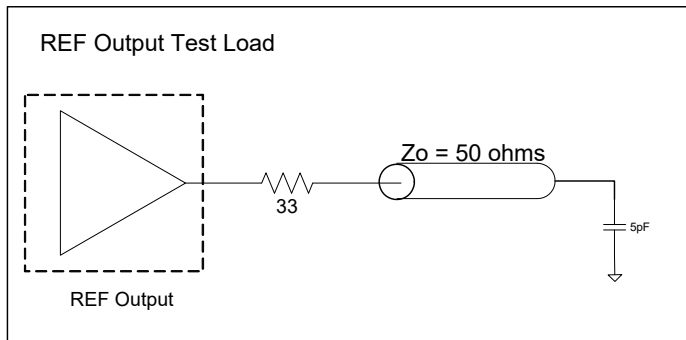 REF Output Test Load
Zo = 50 ohms
33
5pF
REF Output